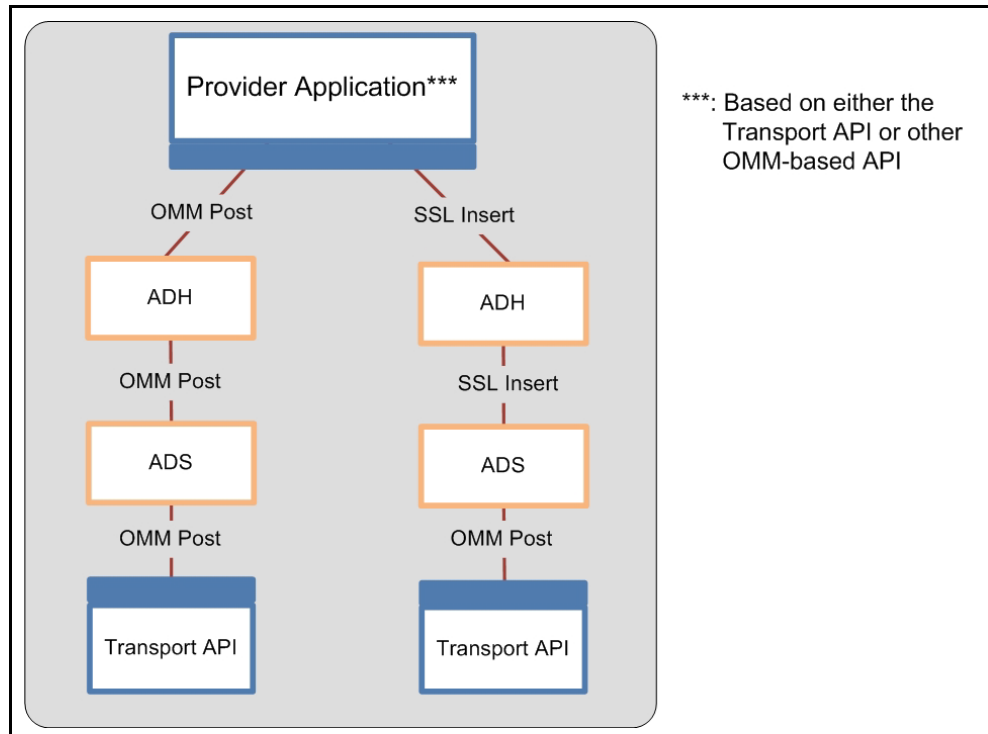 Provider Application***
***: Based on either the
Transport API or other
OMM-based API
OMM Post
SSL Insert
ADH
ADH
OMM Post
SSL Insert
ADS
ADS
OMM Post
OMM Post
Transport API
Transport API